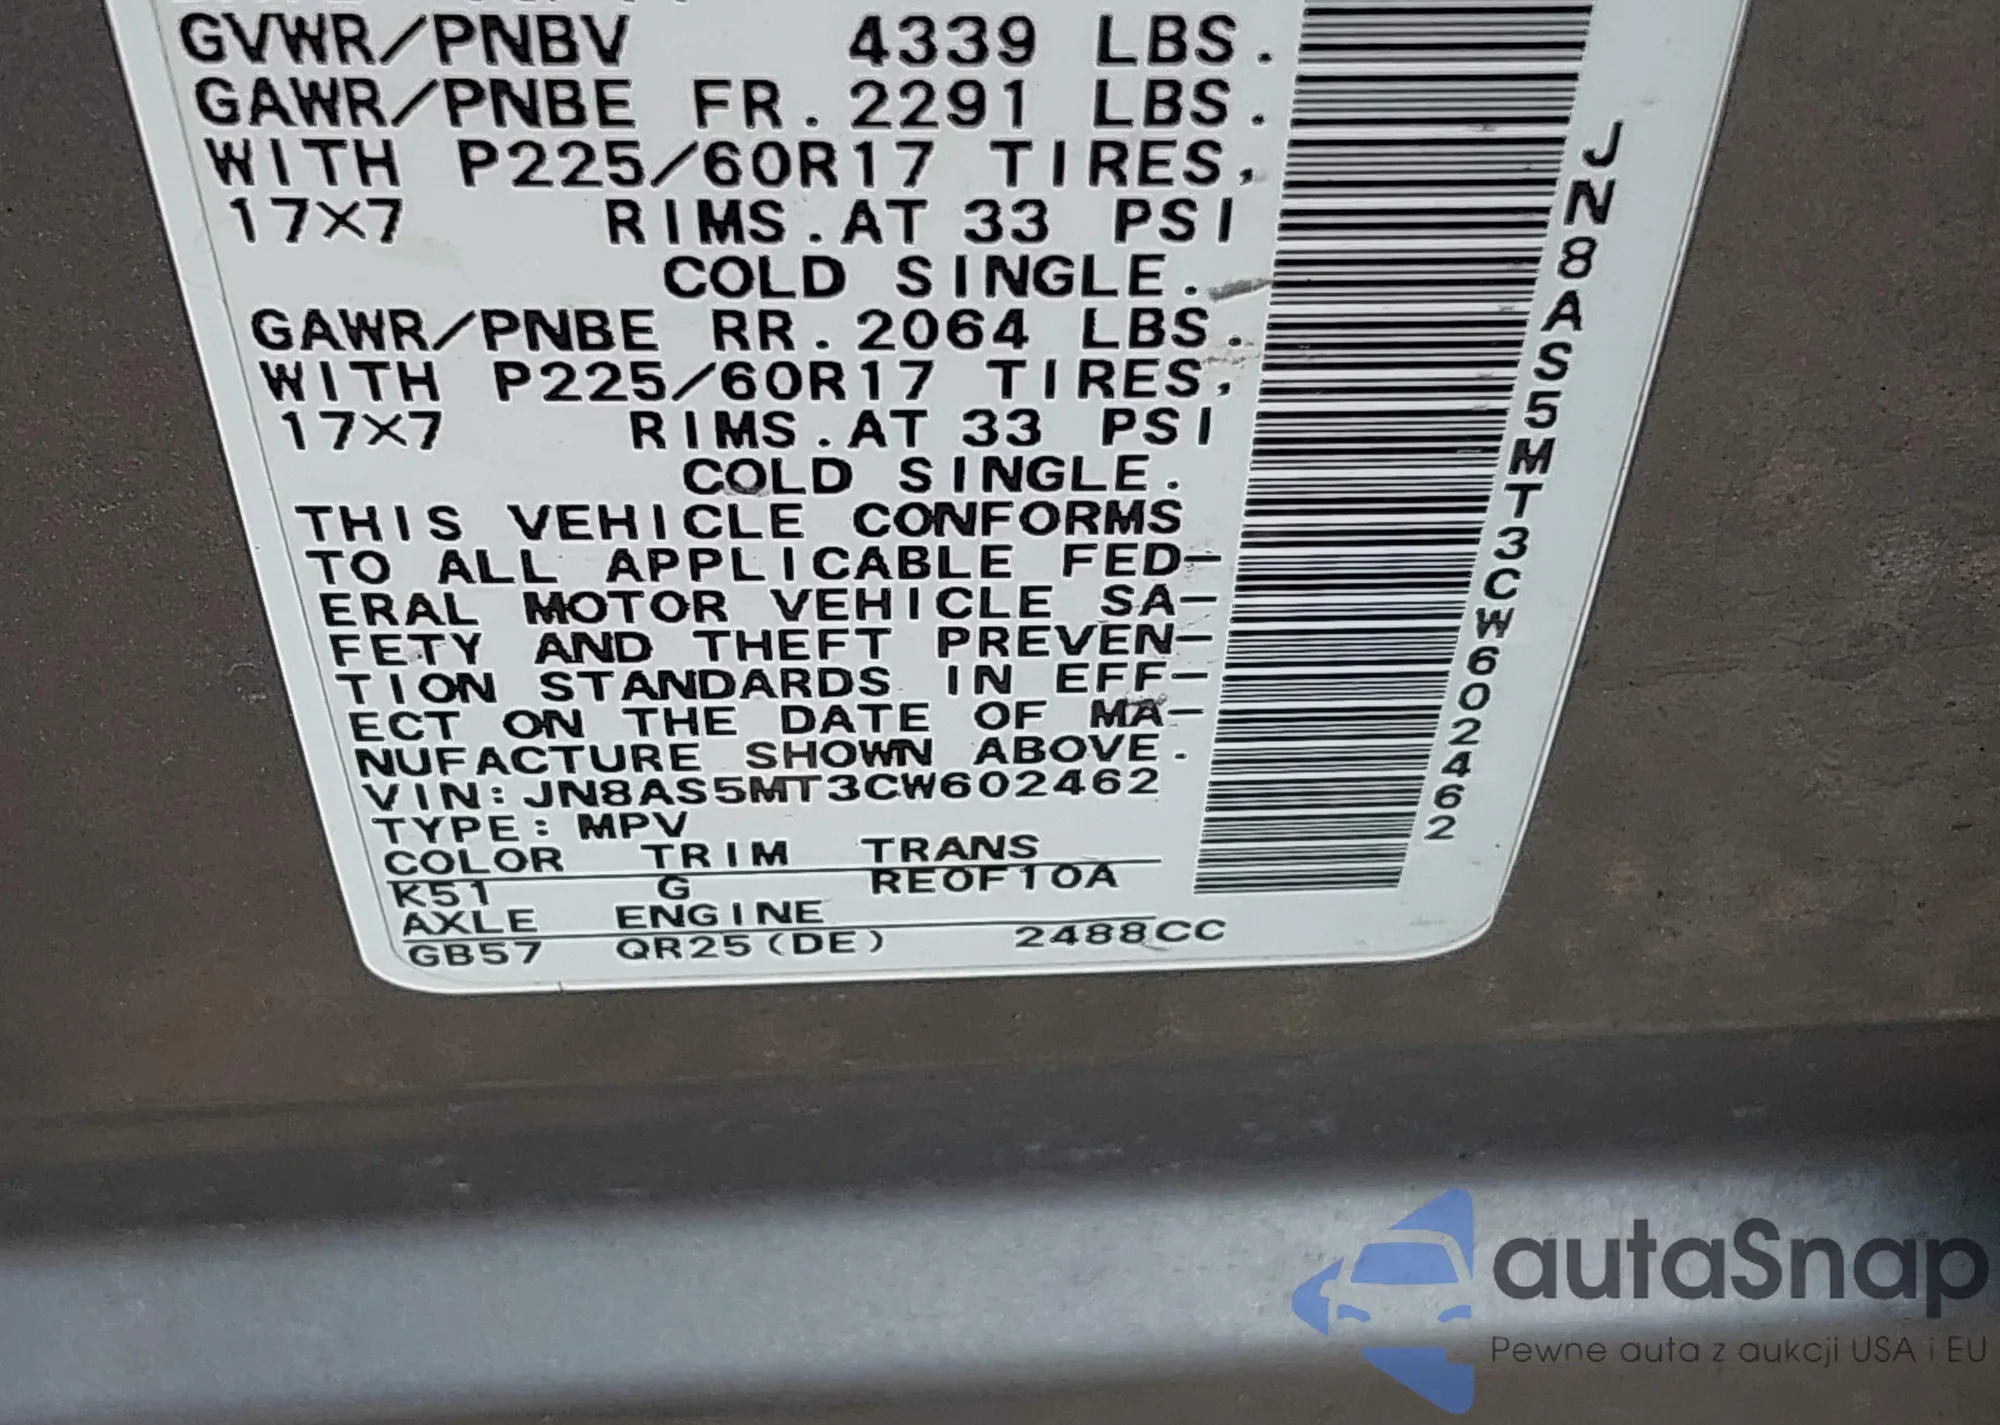 GVWR/PNBV 4339 LBS.
GAWR/PNBE FR. 2291 LBS.
WITH P225/60R17 TIRES,
17×7 RIMS. AT 33 PSI
COLD SINGLE.
GAWR/PNBE RR. 2064 LBS.
WITH P225/60R17 TIRES,
17×7 RIMS. AT 33 PSI
COLD SINGLE.
THIS VEHICLE CONFORMS
TO ALL APPLICABLE FED-
ERAL MOTOR VEHICLE SA-
FETY AND THEFT PREVEN-
TION STANDARDS IN EFF-
ECT ON THE DATE OF MA-
NUFACTURE SHOWN ABOVE.
VIN: JN8AS5MT3CW602462
TYPE: MPV
COLOR TRIM TRANS
K51 G RE0F10A
AXLE ENGINE
GB57 QR25(DE) 2488CC
JN8AS5MT3CW602462
autaSnap
Pewne auta z aukcji USA i EU